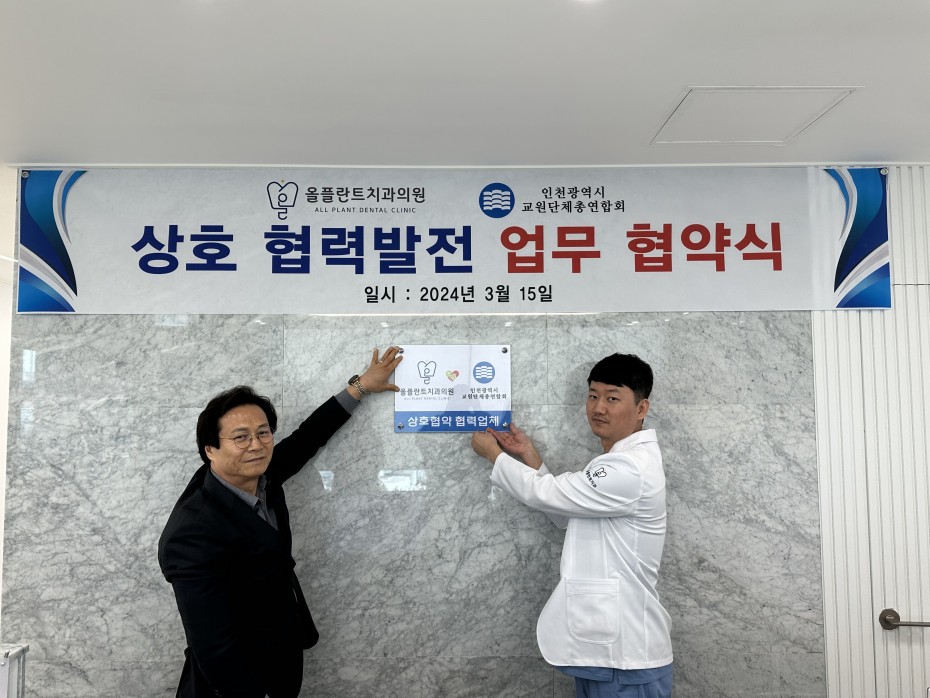 올플란트치과의원
ALL PLANT DENTAL CLINIC
인천광역시
교원단체총연합회
상호 협력발전 업무 협약식
일시 : 2024년 3월 15일
올플란트치과의원
ALL PLANT DENTAL CLINIC
인천광역시
교원단체총연합회
상호협약 협력업체